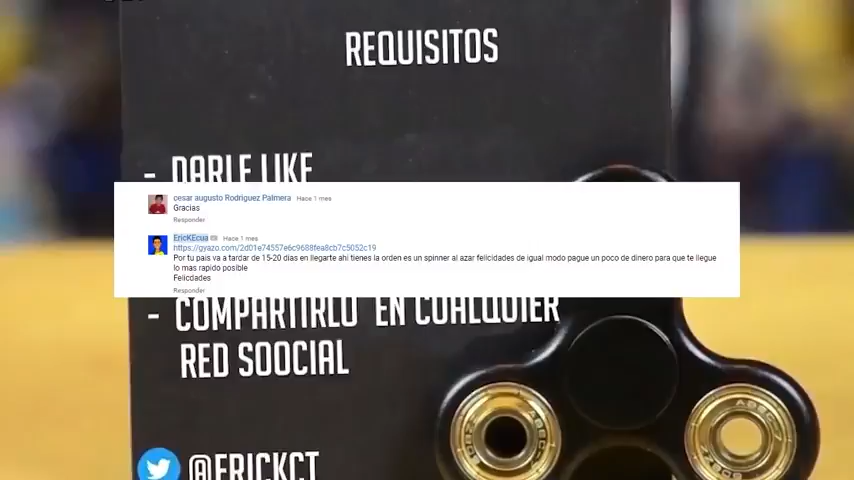 REQUISITOS
- DARLE LIKE
cesar augusto Rodriguez Palmera Hace 1 mes
Gracias
Responder
EricKEcua Hace 1 mes
https://gyazo.com/2d01e74557e6c9688fea8cb7c5052c19
Por tu pais va a tardar de 15-20 dias en llegarte ahi tienes la orden es un spinner al azar felicidades de igual modo pague un poco de dinero para que te llegue
lo mas rapido posible
Felicdades
Responder
- COMPARTIRLO EN CUALQUIER
RED SOOCIAL
@ERICKCT